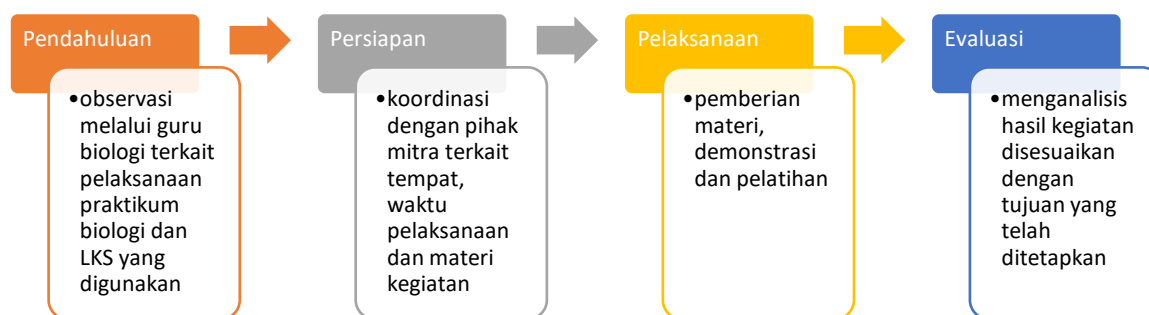 Pendahuluan
•observasi
melalui guru
biologi terkait
pelaksanaan
praktikum
biologi dan
LKS yang
digunakan
Persiapan
•koordinasi
dengan pihak
mitra terkait
tempat,
waktu
pelaksanaan
dan materi
kegiatan
Pelaksanaan
•pemberian
materi,
demonstrasi
dan pelatihan
Evaluasi
•menganalisis
hasil kegiatan
disesuaikan
dengan
tujuan yang
telah
ditetapkan